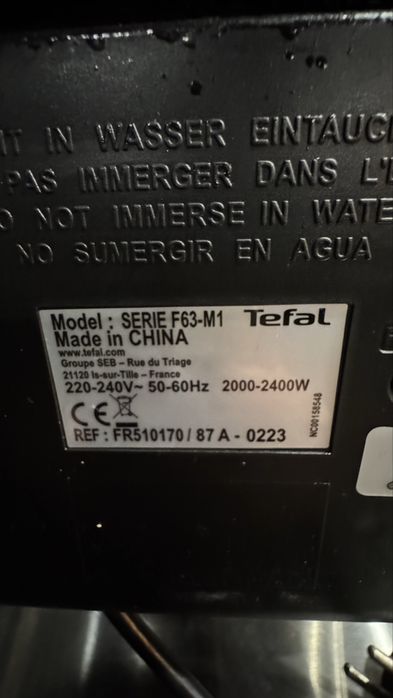 IN WASSER EINTAUC
PAS IMMERGER DANS L'
NOT IMMERSE IN WATE
NO SUMERGIR EN AGUA
Model : SERIE F63-M1 Tefal
Made in CHINA
www.tefal.com
Groupe SEB – Rue du Triage
21120 Is-sur-Tille – France
220-240V~ 50-60Hz 2000-2400W
CE
REF : FR510170 / 87 A - 0223
NC00158548